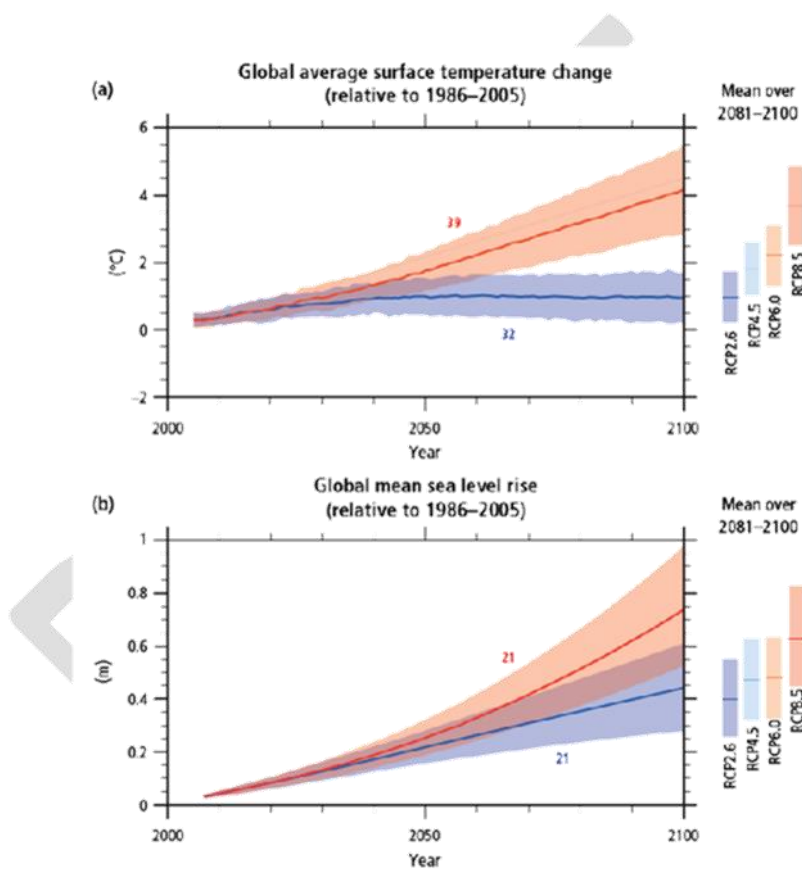 (a)
Global average surface temperature change
(relative to 1986–2005)
Mean over
2081–2100
6
4
2
0
−2
(°C)
39
32
2000
2050
2100
Year
RCP2.6
RCP4.5
RCP6.0
RCP8.5
(b)
Global mean sea level rise
(relative to 1986–2005)
Mean over
2081–2100
1
0.8
0.6
0.4
0.2
0
(m)
21
21
2000
2050
2100
Year
RCP2.6
RCP4.5
RCP6.0
RCP8.5